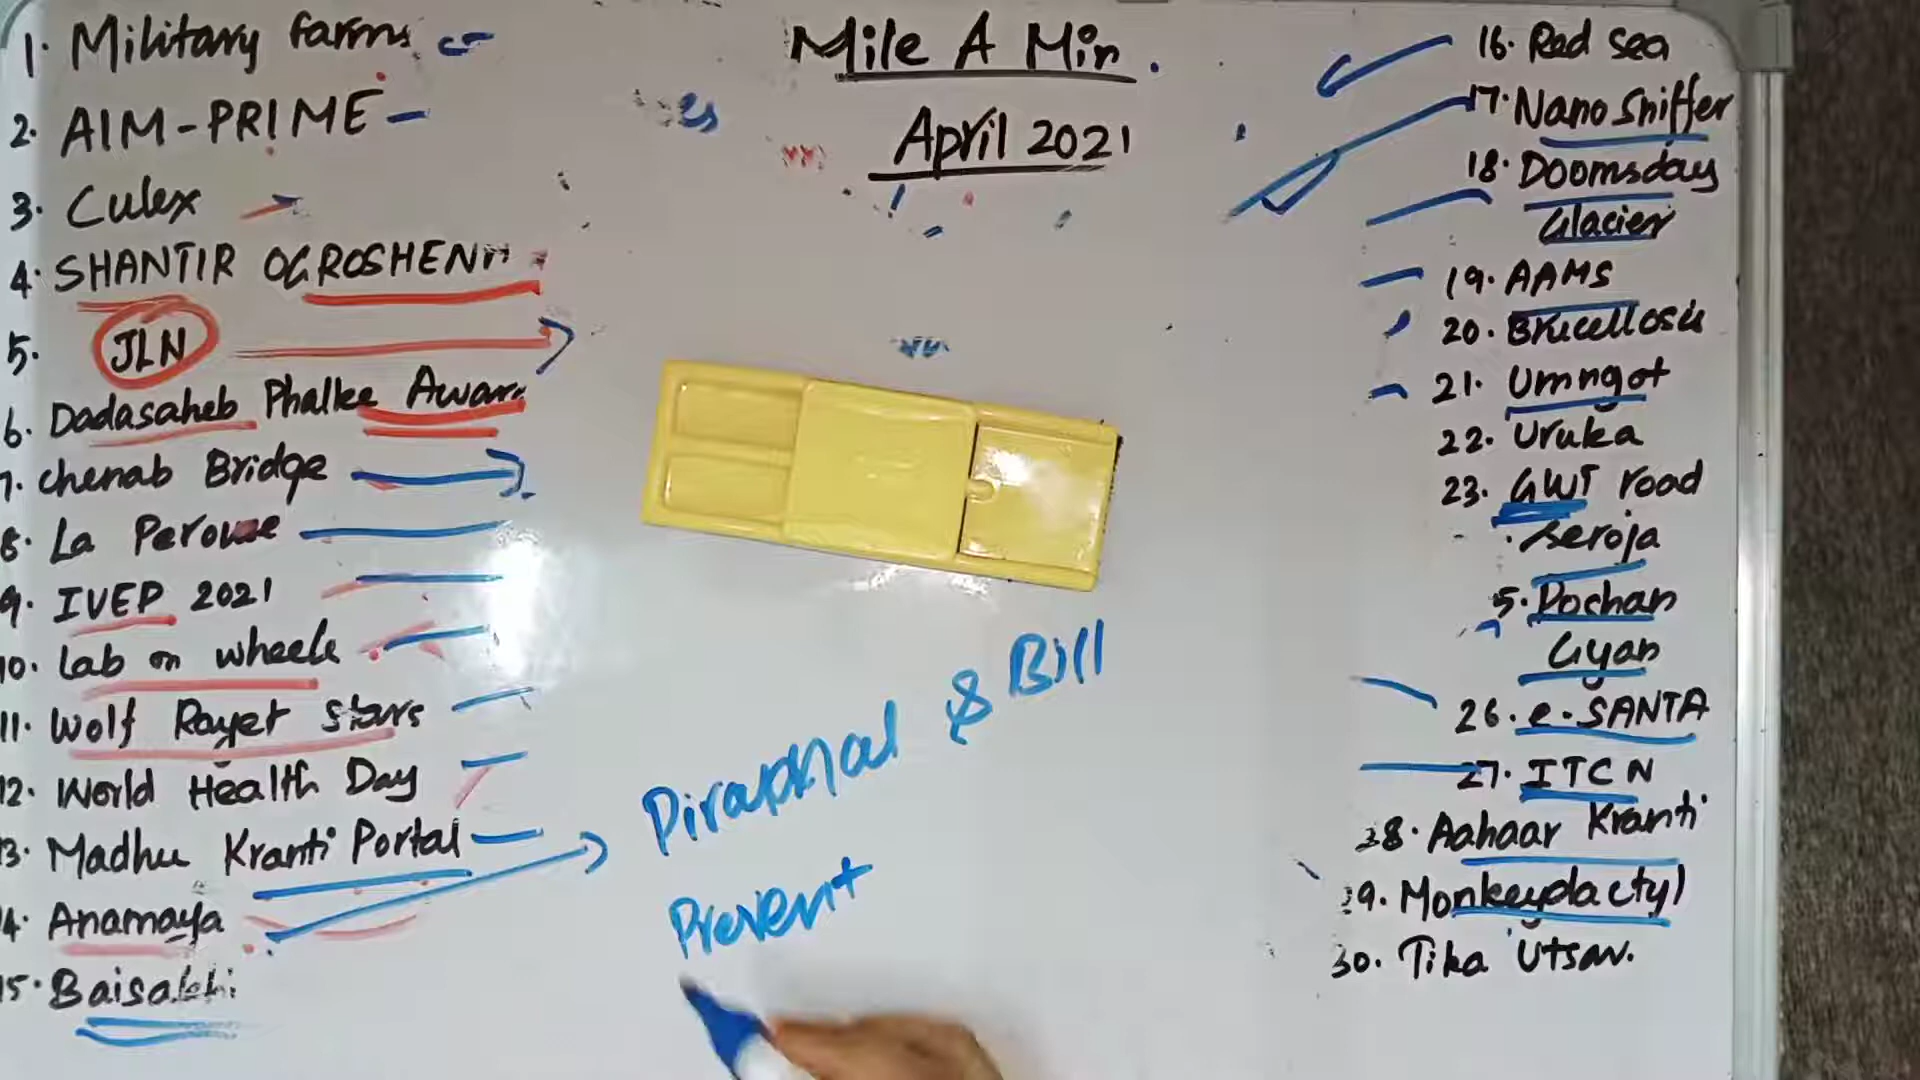 Mile A Min
April 2021
1. Military farms
2. AIM-PRIME
3. Culex
4. SHANTIR OGROSHENA
5. JLN
6. Dadasaheb Phalke Awar
7. Chenab Bridge
8. La Perouse
9. IVEP 2021
10. Lab on wheels
11. Wolf Rayet Stars
12. World Health Day
13. Madhu Kranti Portal
14. Anamaya
15. Baisakhi
Piramal & Bill
Prevent
16. Red Sea
17. Nano Sniffer
18. Doomsday
Glacier
19. AAMS
20. Brucellosis
21. Umngot
22. Uruka
23. GWT road
Seroja
5. Poshan
Gyan
26. e-SANTA
27. ITCN
28. Aahaar Kranti
29. Monkeydactyl
30. Tika Utsav.